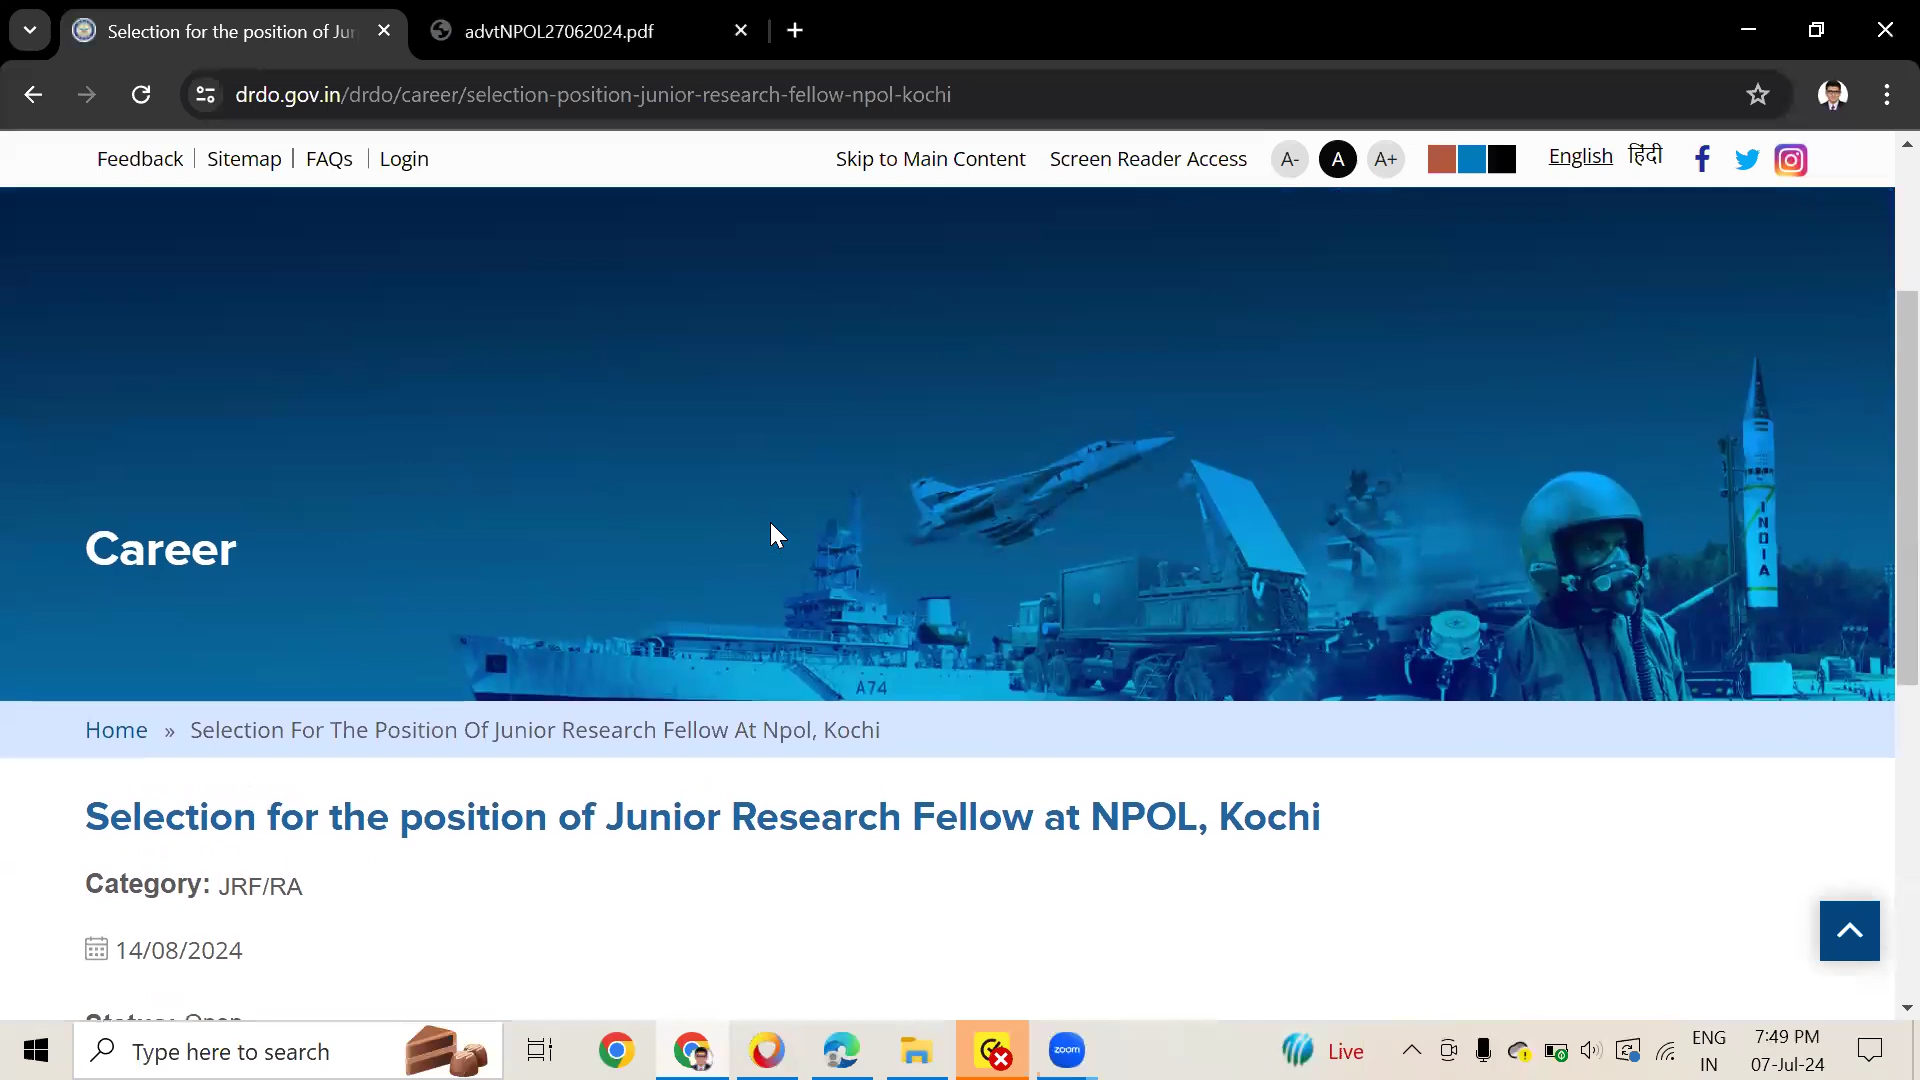 Selection for the position of Jur
advtNPOL27062024.pdf
drdo.gov.in/drdo/career/selection-position-junior-research-fellow-npol-kochi
Feedback Sitemap FAQs Login Skip to Main Content Screen Reader Access A- A A+ English हिंदी
INDIA
Career
A74
Home » Selection For The Position Of Junior Research Fellow At Npol, Kochi
Selection for the position of Junior Research Fellow at NPOL, Kochi
Category: JRF/RA
14/08/2024
Status: Open
Type here to search
zoom
Live
ENG
IN
7:49 PM
07-Jul-24